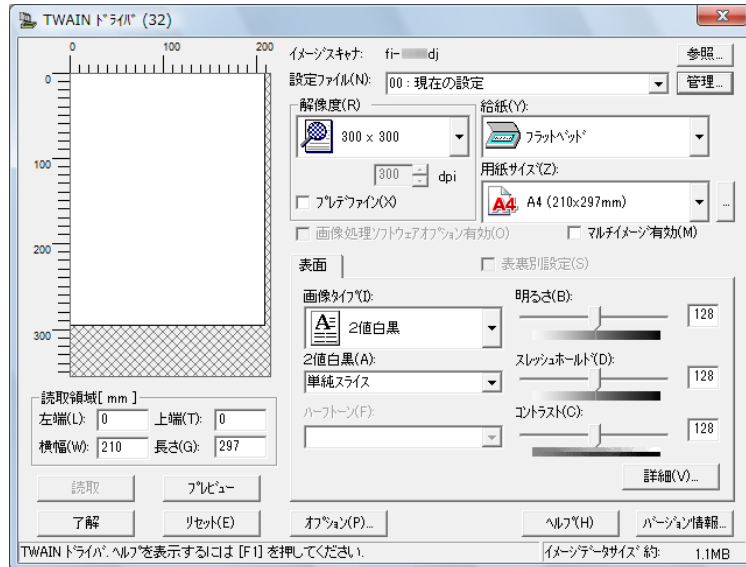 TWAIN ﾄﾞﾗｲﾊﾞ (32)
0 100 200
0
100
200
300
ｲﾒｰｼﾞｽｷｬﾅ: fi- dj
参照...
設定ﾌｧｲﾙ(N): 00 : 現在の設定
管理...
解像度(R)
300 × 300
300 dpi
ﾌﾟﾚﾃﾞﾌｧｲﾝ(X)
給紙(Y):
ﾌﾗｯﾄﾍﾞｯﾄﾞ
用紙ｻｲｽﾞ(Z):
A4 A4 (210x297mm)
...
画像処理ｿﾌﾄｳｪｱｵﾌﾟｼｮﾝ有効(O)
ﾏﾙﾁｲﾒｰｼﾞ有効(M)
表面
表裏別設定(S)
画像ﾀｲﾌﾟ(I):
A 2値白黒
2値白黒(A):
単純ｽﾗｲｽ
ﾊｰﾌﾄｰﾝ(F):
明るさ(B):
128
ｽﾚｯｼｭﾎｰﾙﾄﾞ(D):
128
ｺﾝﾄﾗｽﾄ(C):
128
詳細(V)...
読取領域[ mm ]
左端(L): 0 上端(T): 0
横幅(W): 210 長さ(G): 297
読取 ﾌﾟﾚﾋﾞｭｰ
了解 ﾘｾｯﾄ(E) ｵﾌﾟｼｮﾝ(P)... ﾍﾙﾌﾟ(H) ﾊﾞｰｼﾞｮﾝ情報...
TWAIN ﾄﾞﾗｲﾊﾞ. ﾍﾙﾌﾟを表示するには [F1] を押してください. ｲﾒｰｼﾞﾃﾞｰﾀｻｲｽﾞ 約: 1.1MB